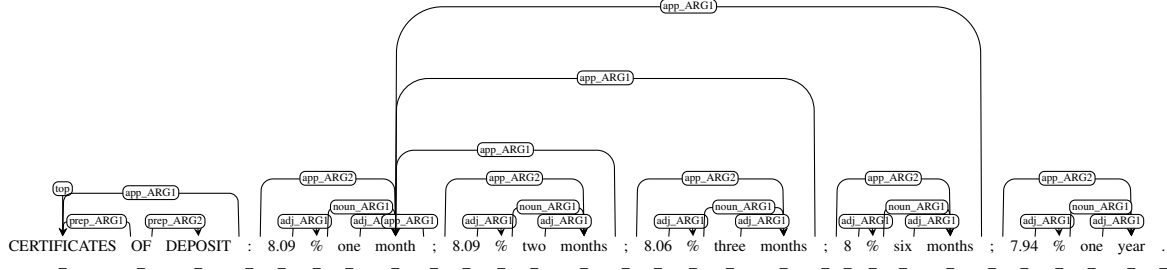 app_ARG1
app_ARG1
app_ARG1
top app_ARG1 app_ARG2 app_ARG2 app_ARG2 app_ARG2 app_ARG2
noun_ARG1 noun_ARG1 noun_ARG1 noun_ARG1 noun_ARG1
prep_ARG1 prep_ARG2 adj_ARG1 adj_A app_ARG1 adj_ARG1 adj_ARG1 adj_ARG1 adj_ARG1 adj_ARG1 adj_ARG1 adj_ARG1 adj_ARG1
CERTIFICATES OF DEPOSIT : 8.09 % one month ; 8.09 % two months ; 8.06 % three months ; 8 % six months ; 7.94 % one year .
_ _ _ _ _ _ _ _ _ _ _ _ _ _ _ _ _ _ _ _ _ _ _ _ _ _ _ _ _